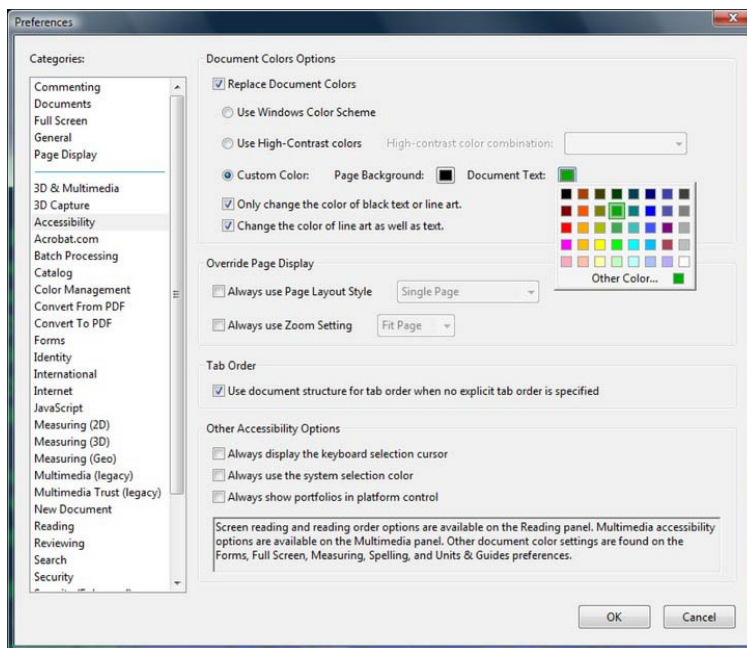 Preferences
Categories:
Commenting
Documents
Full Screen
General
Page Display
3D & Multimedia
3D Capture
Accessibility
Acrobat.com
Batch Processing
Catalog
Color Management
Convert From PDF
Convert To PDF
Forms
Identity
International
Internet
JavaScript
Measuring (2D)
Measuring (3D)
Measuring (Geo)
Multimedia (legacy)
Multimedia Trust (legacy)
New Document
Reading
Reviewing
Search
Security
Document Colors Options
Replace Document Colors
Use Windows Color Scheme
Use High-Contrast colors High-contrast color combination:
Custom Color: Page Background: Document Text:
Only change the color of black text or line art.
Change the color of line art as well as text.
Other Color...
Override Page Display
Always use Page Layout Style Single Page
Always use Zoom Setting Fit Page
Tab Order
Use document structure for tab order when no explicit tab order is specified
Other Accessibility Options
Always display the keyboard selection cursor
Always use the system selection color
Always show portfolios in platform control
Screen reading and reading order options are available on the Reading panel. Multimedia accessibility
options are available on the Multimedia panel. Other document color settings are found on the
Forms, Full Screen, Measuring, Spelling, and Units & Guides preferences.
OK Cancel